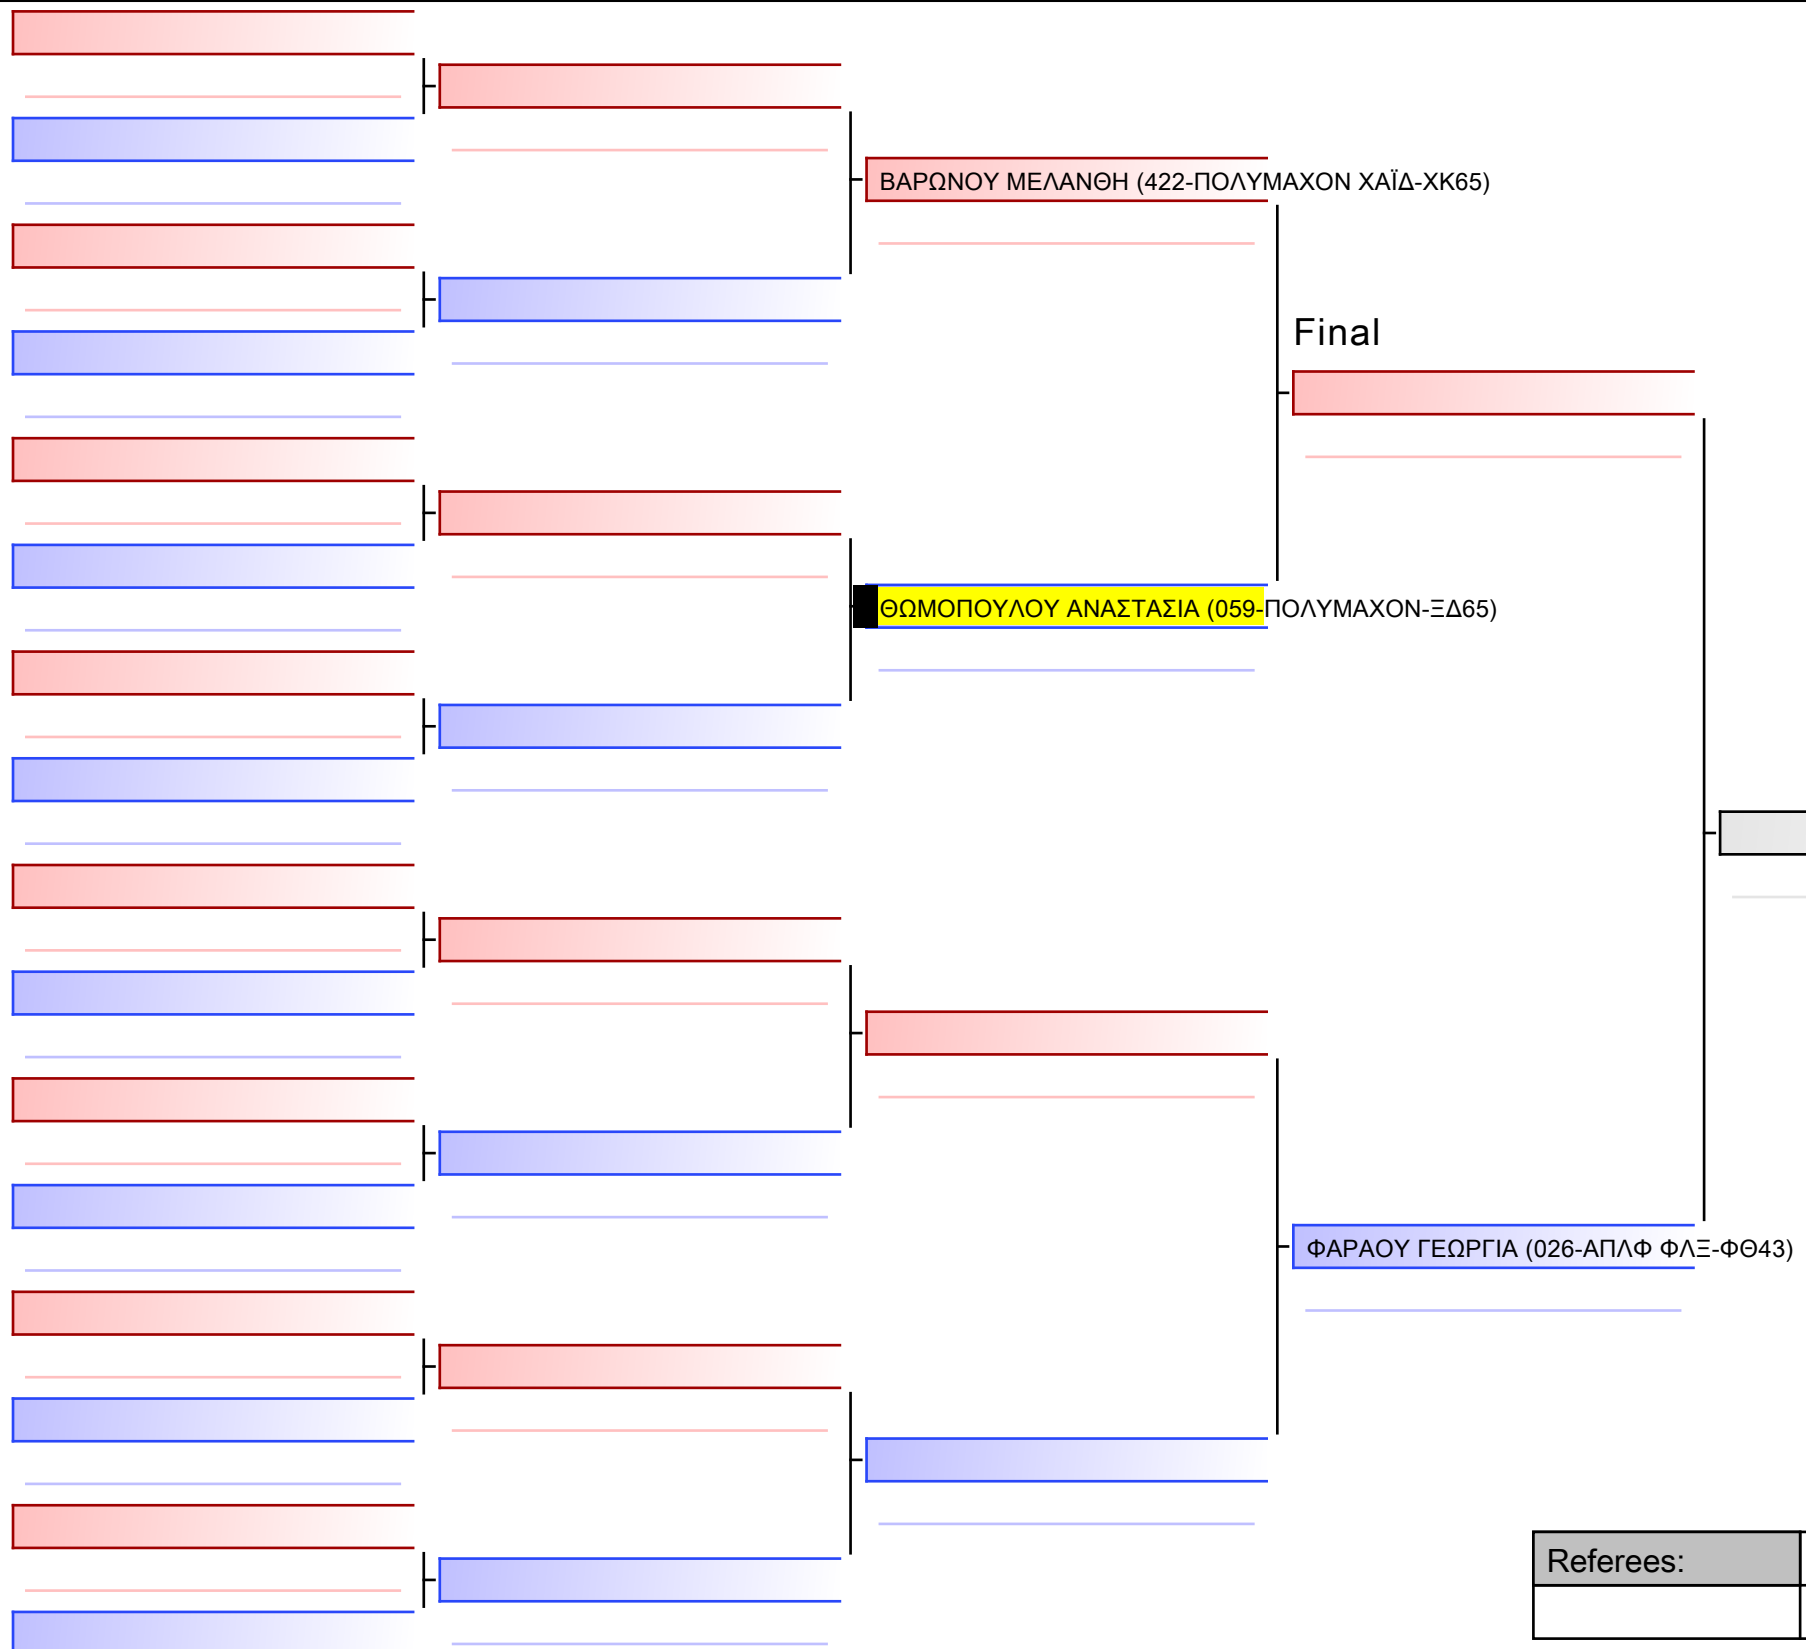 ΒΑΡΩΝΟΥ ΜΕΛΑΝΘΗ (422-ΠΟΛΥΜΑΧΟΝ ΧΑΪΔ-ΧΚ65)
Final
ΘΩΜΟΠΟΥΛΟΥ ΑΝΑΣΤΑΣΙΑ (059-ΠΟΛΥΜΑΧΟΝ-ΞΔ65)
ΦΑΡΑΟΥ ΓΕΩΡΓΙΑ (026-ΑΠΛΦ ΦΛΞ-ΦΘ43)
Referees: